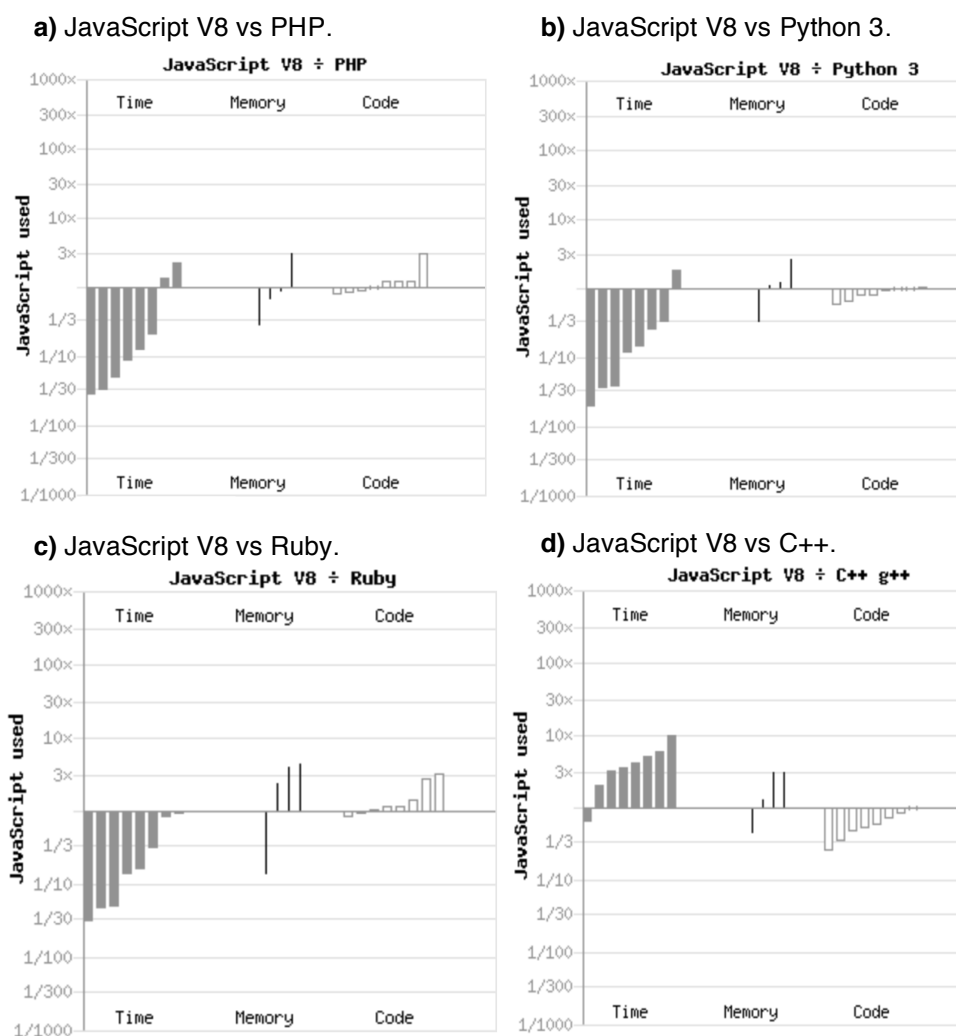 a) JavaScript V8 vs PHP.
JavaScript V8 ÷ PHP
1000×
300×
100×
30×
10×
3×
1/3
1/10
1/30
1/100
1/300
1/1000
JavaScript used
Time Memory Code
Time Memory Code
b) JavaScript V8 vs Python 3.
JavaScript V8 ÷ Python 3
1000×
300×
100×
30×
10×
3×
1/3
1/10
1/30
1/100
1/300
1/1000
JavaScript used
Time Memory Code
Time Memory Code
c) JavaScript V8 vs Ruby.
JavaScript V8 ÷ Ruby
1000×
300×
100×
30×
10×
3×
1/3
1/10
1/30
1/100
1/300
1/1000
JavaScript used
Time Memory Code
Time Memory Code
d) JavaScript V8 vs C++.
JavaScript V8 ÷ C++ g++
1000×
300×
100×
30×
10×
3×
1/3
1/10
1/30
1/100
1/300
1/1000
JavaScript used
Time Memory Code
Time Memory Code